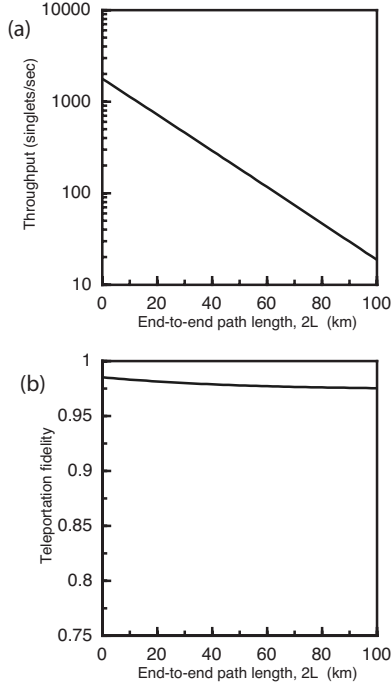 (a)
Throughput (singlets/sec)
10000
1000
100
10
0 20 40 60 80 100
End-to-end path length, 2L (km)
(b)
Teleportation fidelity
1
0.95
0.9
0.85
0.8
0.75
0 20 40 60 80 100
End-to-end path length, 2L (km)